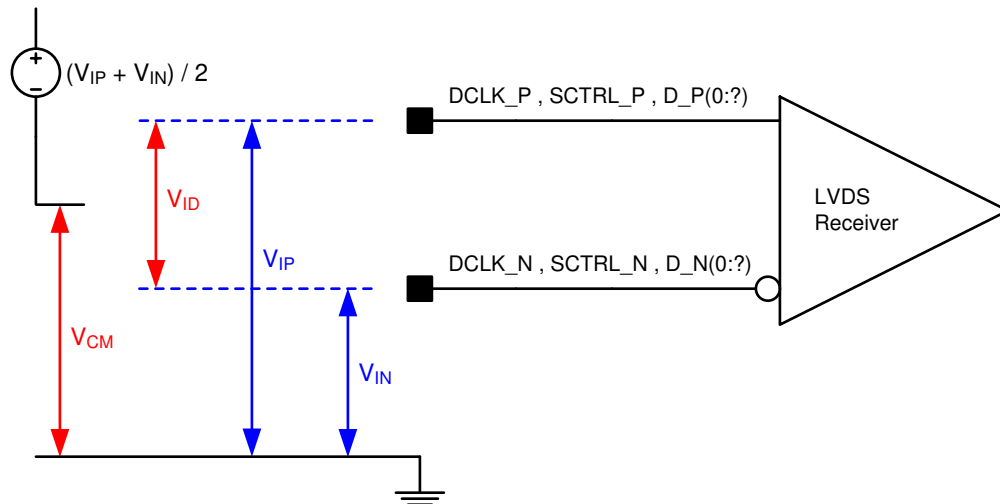 (VIP + VIN) / 2
DCLK_P , SCTRL_P , D_P(0:?)
VID
LVDS
Receiver
VIP
DCLK_N , SCTRL_N , D_N(0:?)
VCM
VIN